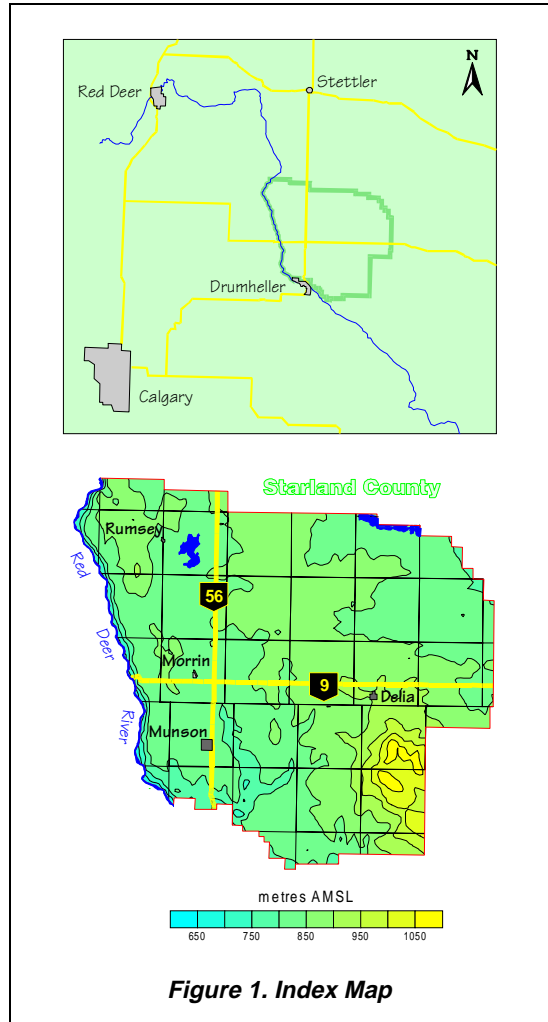 N
Stettler
Red Deer
Drumheller
Calgary
Starland County
Rumsey
Red Deer River
56
Morrin
9
Delia
Munson
metres AMSL
650 750 850 950 1050
Figure 1. Index Map